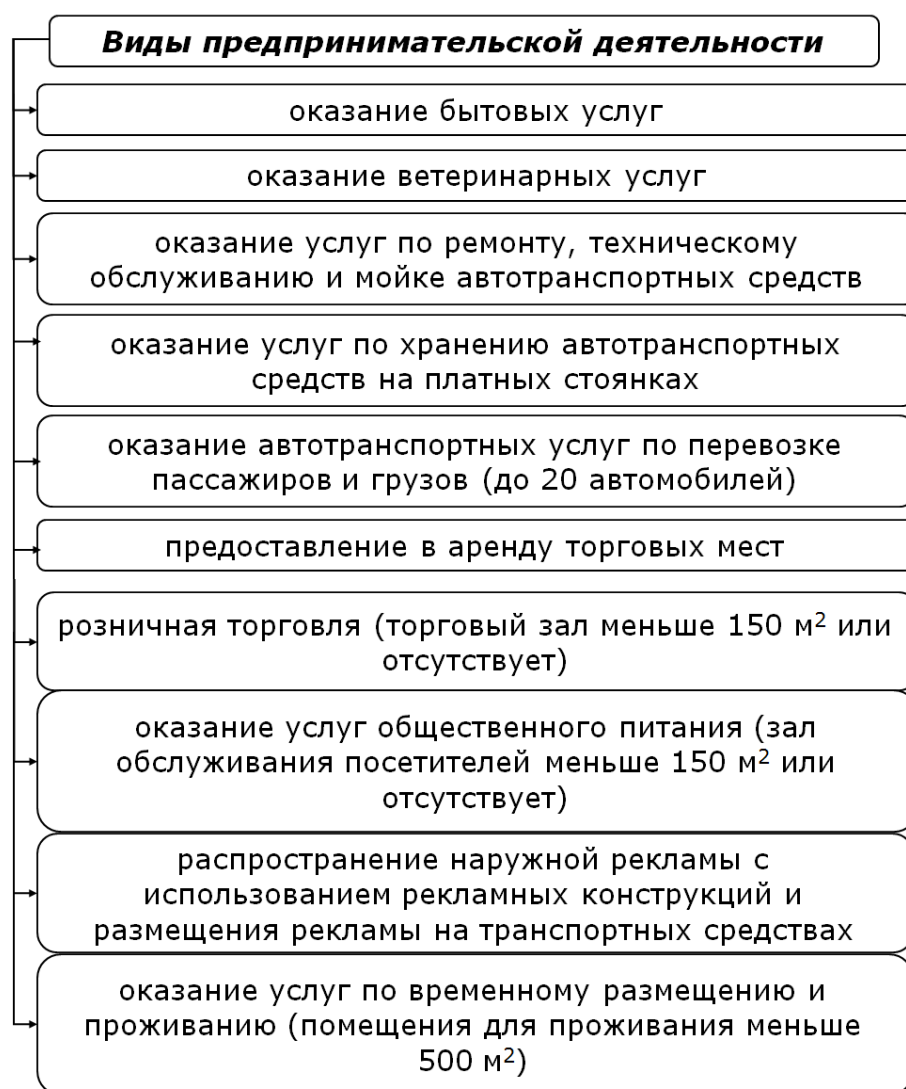 Виды предпринимательской деятельности
оказание бытовых услуг
оказание ветеринарных услуг
оказание услуг по ремонту, техническому
обслуживанию и мойке автотранспортных средств
оказание услуг по хранению автотранспортных
средств на платных стоянках
оказание автотранспортных услуг по перевозке
пассажиров и грузов (до 20 автомобилей)
предоставление в аренду торговых мест
розничная торговля (торговый зал меньше 150 м² или
отсутствует)
оказание услуг общественного питания (зал
обслуживания посетителей меньше 150 м² или
отсутствует)
распространение наружной рекламы с
использованием рекламных конструкций и
размещения рекламы на транспортных средствах
оказание услуг по временному размещению и
проживанию (помещения для проживания меньше
500 м²)